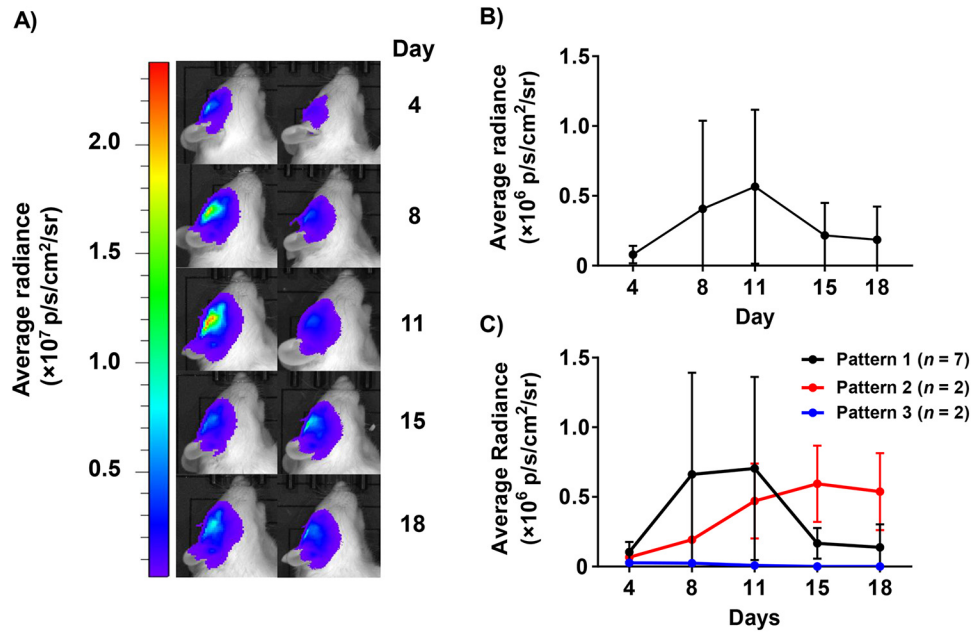 A)
Day
Average radiance
(×10⁷ p/s/cm²/sr)
2.0
1.5
1.0
0.5
4
8
11
15
18
B)
Average radiance
(×10⁶ p/s/cm²/sr)
1.5
1.0
0.5
0
4 8 11 15 18
Day
C)
Average Radiance
(×10⁶ p/s/cm²/sr)
1.5
1.0
0.5
0
Pattern 1 (n = 7)
Pattern 2 (n = 2)
Pattern 3 (n = 2)
4 8 11 15 18
Days